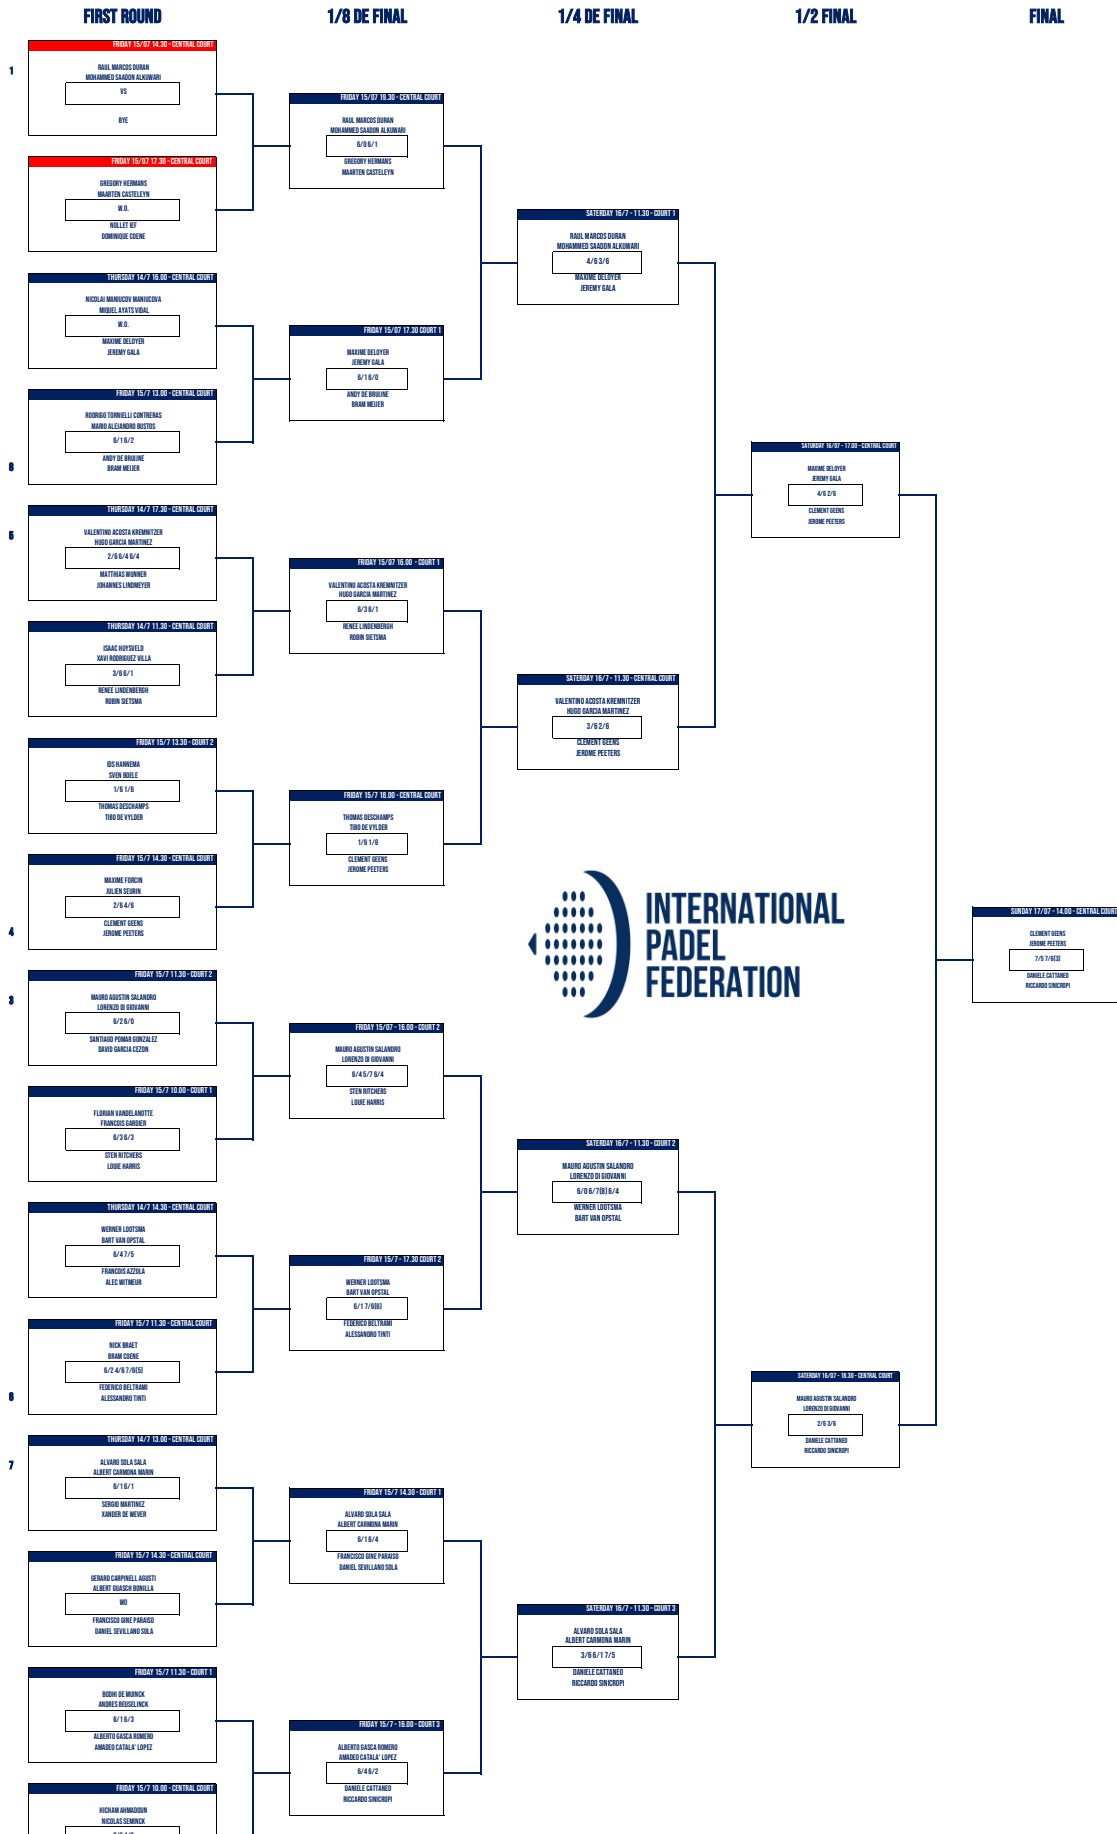 FIRST ROUND
1/8 DE FINAL
1/4 DE FINAL
1/2 FINAL
FINAL
1
FRIDAY 15/07 14.30 - CENTRAL COURT
RAUL MARCOS DURAN
MOHAMMED SAADON ALKUWARI
VS
BYE
FRIDAY 15/07 17.30 - CENTRAL COURT
GREGORY HERMANS
MAARTEN CASTELEYN
W.O.
NOLLET IEF
DOMINIQUE COENE
THURSDAY 14/7 16.00 - CENTRAL COURT
NICOLAI MANIUCOV MANIUCOVA
MIQUEL AYATS VIDAL
W.O.
MAXIME DELOYER
JEREMY GALA
8
FRIDAY 15/7 13.00 - CENTRAL COURT
RODRIGO TORNIELLI CONTRERAS
MARIO ALEJANDRO BUSTOS
6/1 6/2
ANDY DE BRUIJNE
BRAM MEIJER
5
THURSDAY 14/7 17.30 - CENTRAL COURT
VALENTINO ACOSTA KREMNITZER
HUGO GARCIA MARTINEZ
2/6 6/4 6/4
MATTHIAS WUNNER
JOHANNES LINDMEYER
THURSDAY 14/7 11.30 - CENTRAL COURT
ISAAC HUYSVELD
XAVI RODRIGUEZ VILLA
3/6 6/1
RENEE LINDENBERGH
ROBIN SIETSMA
FRIDAY 15/7 13.30 - COURT 2
IDS HANNEMA
SVEN BOELE
1/6 1/6
THOMAS DESCHAMPS
TIBO DE VYLDER
4
FRIDAY 15/7 14.30 - CENTRAL COURT
MAXIME FORCIN
JULIEN SEURIN
2/6 4/6
CLEMENT GEENS
JEROME PEETERS
3
FRIDAY 15/7 11.30 - COURT 2
MAURO AGUSTIN SALANDRO
LORENZO DI GIOVANNI
6/2 6/0
SANTIAGO POMAR GONZALEZ
DAVID GARCIA CEZON
FRIDAY 15/7 10.00 - COURT 1
FLORIAN VANDELANOTTE
FRANCOIS GARDIER
6/3 6/3
STEN RITCHERS
LOUIE HARRIS
THURSDAY 14/7 14.30 - CENTRAL COURT
WERNER LOOTSMA
BART VAN OPSTAL
6/4 7/5
FRANCOIS AZZOLA
ALEC WITMEUR
6
FRIDAY 15/7 11.30 - CENTRAL COURT
NICK BRAET
BRAM COENE
6/2 4/6 7/6(5)
FEDERICO BELTRAMI
ALESSANDRO TINTI
7
THURSDAY 14/7 13.00 - CENTRAL COURT
ALVARO SOLA SALA
ALBERT CARMONA MARIN
6/1 6/1
SERGIO MARTINEZ
XANDER DE WEVER
FRIDAY 15/7 14.30 - CENTRAL COURT
GERARD CARPINELL AGUSTI
ALBERT GUASCH BONILLA
WO
FRANCISCO GINE PARAISO
DANIEL SEVILLANO SOLA
FRIDAY 15/7 11.30 - COURT 1
BODHI DE MUINCK
ANDRES BEUSELINCK
6/1 6/3
ALBERTO GASCA ROMERO
AMADEO CATALA' LOPEZ
FRIDAY 15/7 10.00 - CENTRAL COURT
HICHAM AHMADOUN
NICOLAS SEMINCK
FRIDAY 15/07 19.30 - CENTRAL COURT
RAUL MARCOS DURAN
MOHAMMED SAADON ALKUWARI
6/0 6/1
GREGORY HERMANS
MAARTEN CASTELEYN
FRIDAY 15/07 17.30 COURT 1
MAXIME DELOYER
JEREMY GALA
6/1 6/0
ANDY DE BRUIJNE
BRAM MEIJER
FRIDAY 15/07 16.00 - COURT 1
VALENTINO ACOSTA KREMNITZER
HUGO GARCIA MARTINEZ
6/3 6/1
RENEE LINDENBERGH
ROBIN SIETSMA
FRIDAY 15/7 18.00 - CENTRAL COURT
THOMAS DESCHAMPS
TIBO DE VYLDER
1/6 1/6
CLEMENT GEENS
JEROME PEETERS
FRIDAY 15/07 - 16.00 - COURT 2
MAURO AGUSTIN SALANDRO
LORENZO DI GIOVANNI
6/4 5/7 6/4
STEN RITCHERS
LOUIE HARRIS
FRIDAY 15/7 - 17.30 COURT 2
WERNER LOOTSMA
BART VAN OPSTAL
6/1 7/6(6)
FEDERICO BELTRAMI
ALESSANDRO TINTI
FRIDAY 15/7 14.30 - COURT 1
ALVARO SOLA SALA
ALBERT CARMONA MARIN
6/1 6/4
FRANCISCO GINE PARAISO
DANIEL SEVILLANO SOLA
FRIDAY 15/7 - 16.00 - COURT 3
ALBERTO GASCA ROMERO
AMADEO CATALA' LOPEZ
6/4 6/2
DANIELE CATTANEO
RICCARDO SINICROPI
SATERDAY 16/7 - 11.30 - COURT 1
RAUL MARCOS DURAN
MOHAMMED SAADON ALKUWARI
4/6 3/6
MAXIME DELOYER
JEREMY GALA
SATERDAY 16/7 - 11.30 - CENTRAL COURT
VALENTINO ACOSTA KREMNITZER
HUGO GARCIA MARTINEZ
3/6 2/6
CLEMENT GEENS
JEROME PEETERS
INTERNATIONAL
PADEL
FEDERATION
SATERDAY 16/7 - 11.30 - COURT 2
MAURO AGUSTIN SALANDRO
LORENZO DI GIOVANNI
6/0 6/7(8) 6/4
WERNER LOOTSMA
BART VAN OPSTAL
SATERDAY 16/7 - 11.30 - COURT 3
ALVARO SOLA SALA
ALBERT CARMONA MARIN
3/6 6/1 7/5
DANIELE CATTANEO
RICCARDO SINICROPI
SATURDAY 16/07 - 17.00 - CENTRAL COURT
MAXIME DELOYER
JEREMY GALA
4/6 2/6
CLEMENT GEENS
JEROME PEETERS
SATERDAY 16/07 - 18.30 - CENTRAL COURT
MAURO AGUSTIN SALANDRO
LORENZO DI GIOVANNI
2/6 3/6
DANIELE CATTANEO
RICCARDO SINICROPI
SUNDAY 17/07 - 14.00 - CENTRAL COURT
CLEMENT GEENS
JEROME PEETERS
7/5 7/6(3)
DANIELE CATTANEO
RICCARDO SINICROPI